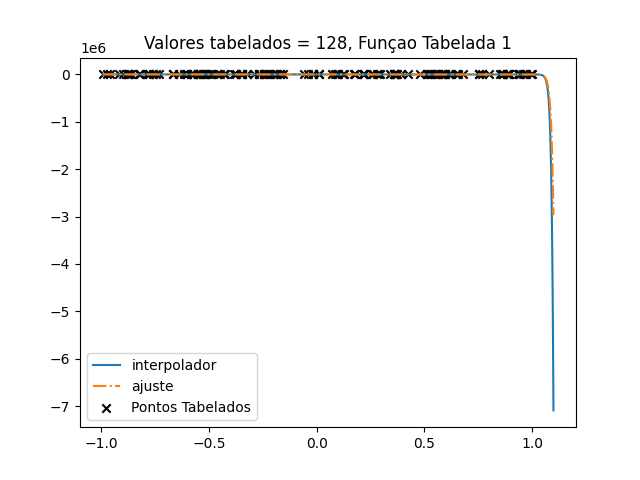 Valores tabelados = 128, Funçao Tabelada 1
1e6
0
−1
−2
−3
−4
−5
−6
−7
interpolador
ajuste
Pontos Tabelados
−1.0 −0.5 0.0 0.5 1.0